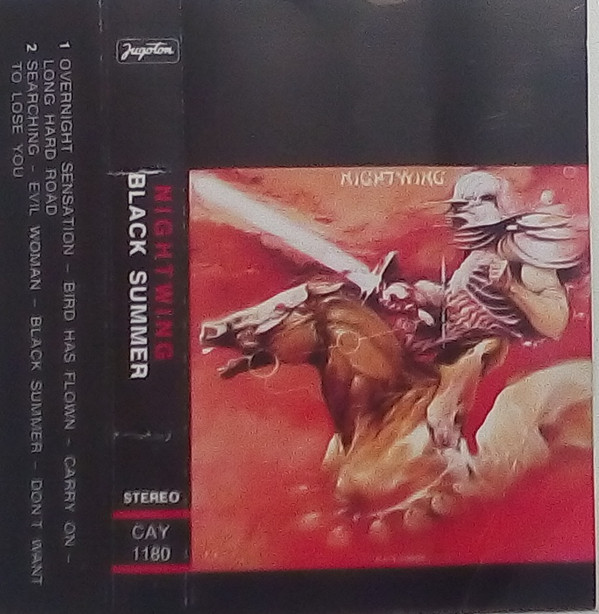 1 OVERNIGHT SENSATION – BIRD HAS FLOWN – CARRY ON –
LONG HARD ROAD
2 SEARCHING – EVIL WOMAN – BLACK SUMMER – DON'T WANT
TO LOSE YOU
Jugoton
NIGHTWING
BLACK SUMMER
STEREO
CAY
1180
NIGHTWING